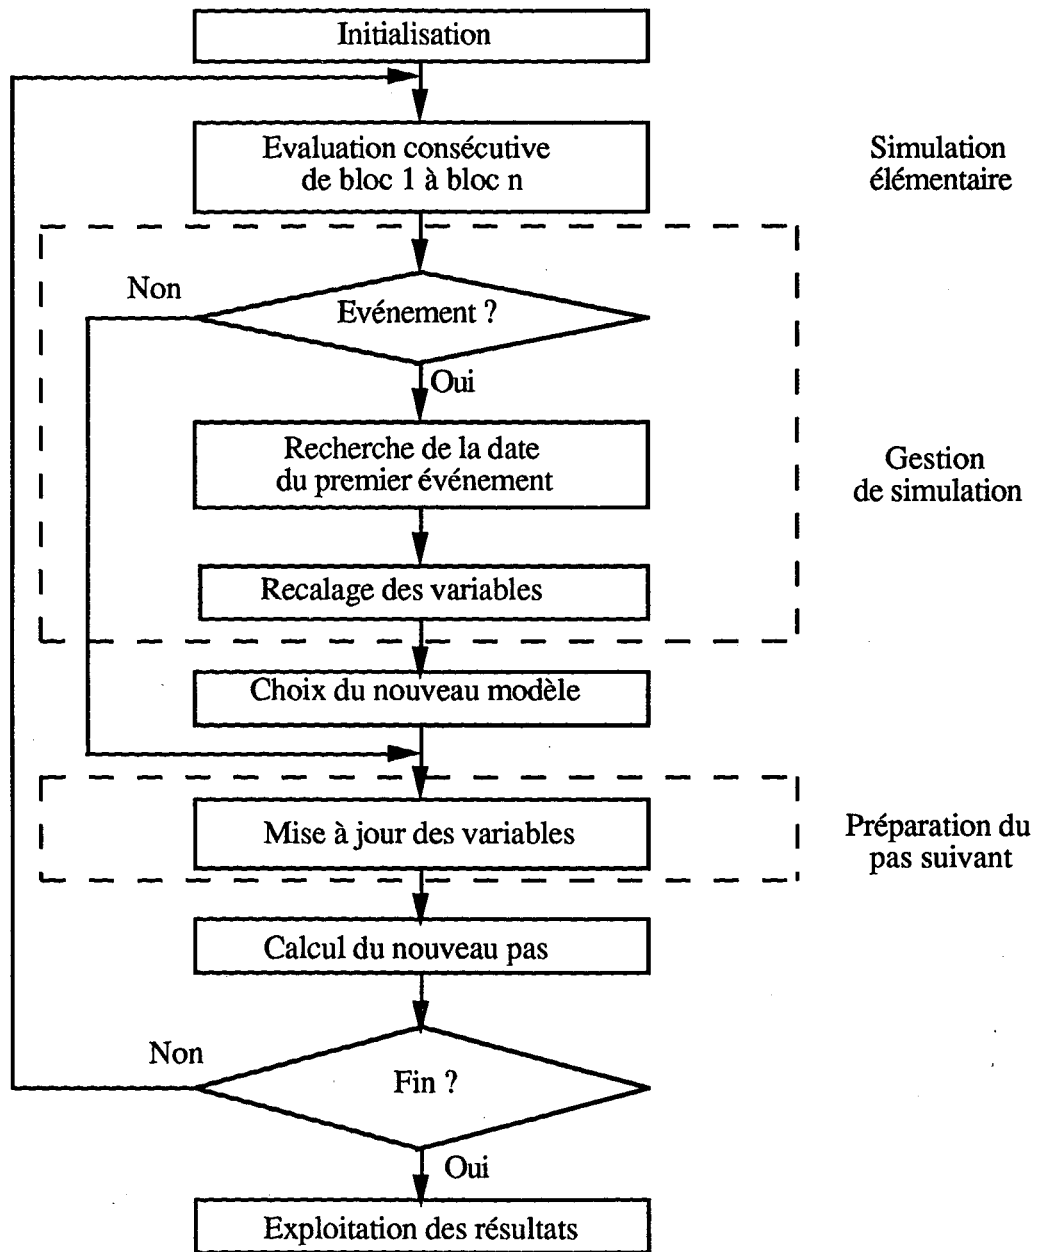 Initialisation
Evaluation consécutive
de bloc 1 à bloc n
Simulation
élémentaire
Non
Evénement ?
Oui
Recherche de la date
du premier événement
Gestion
de simulation
Recalage des variables
Choix du nouveau modèle
Mise à jour des variables
Préparation du
pas suivant
Calcul du nouveau pas
Non
Fin ?
Oui
Exploitation des résultats